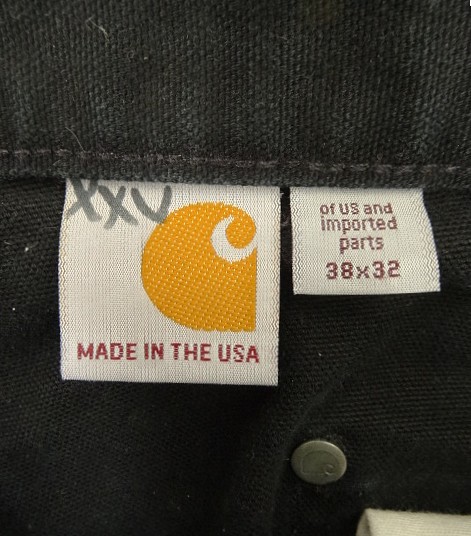 XXV
MADE IN THE USA
of US and
imported
parts
38x32